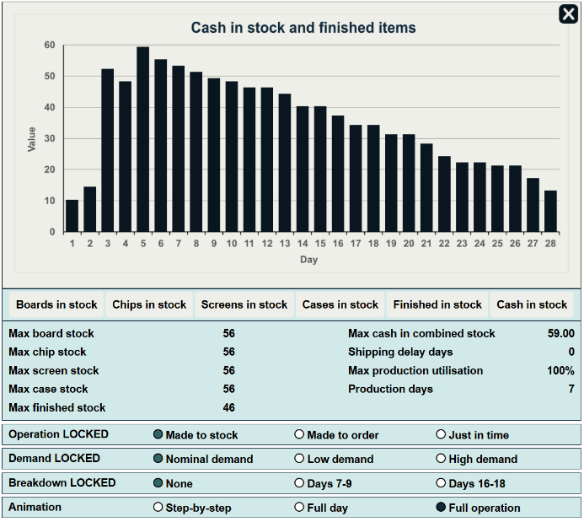 Cash in stock and finished items
X
60
50
40
30
20
10
0
Value
1 2 3 4 5 6 7 8 9 10 11 12 13 14 15 16 17 18 19 20 21 22 23 24 25 26 27 28
Day
Boards in stock Chips in stock Screens in stock Cases in stock Finished in stock Cash in stock
Max board stock 56 Max cash in combined stock 59.00
Max chip stock 56 Shipping delay days 0
Max screen stock 56 Max production utilisation 100%
Max case stock 56 Production days 7
Max finished stock 46
Operation LOCKED Made to stock Made to order Just in time
Demand LOCKED Nominal demand Low demand High demand
Breakdown LOCKED None Days 7-9 Days 16-18
Animation Step-by-step Full day Full operation